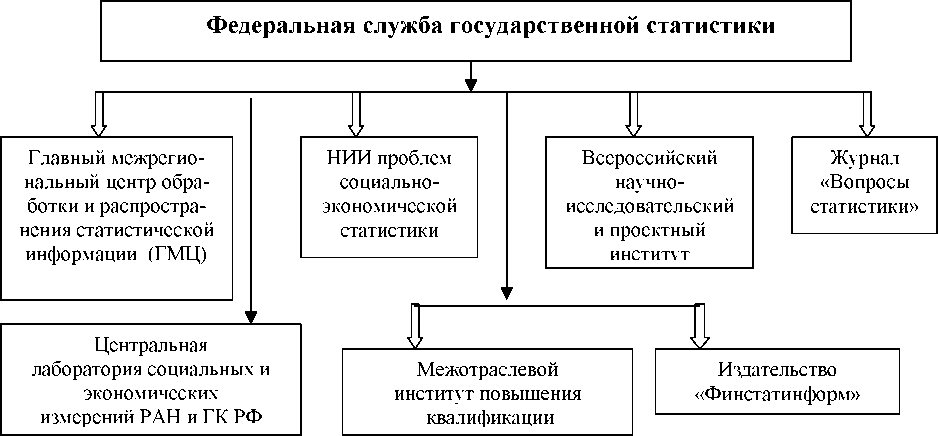 Федеральная служба государственной статистики
Главный межрегио-
нальный центр обра-
ботки и распростра-
нения статистической
информации (ГМЦ)
НИИ проблем
социально-
экономической
статистики
Всероссийский
научно-
исследовательский
и проектный
институт
Журнал
«Вопросы
статистики»
Центральная
лаборатория социальных и
экономических
измерений РАН и ГК РФ
Межотраслевой
институт повышения
квалификации
Издательство
«Финстатинформ»